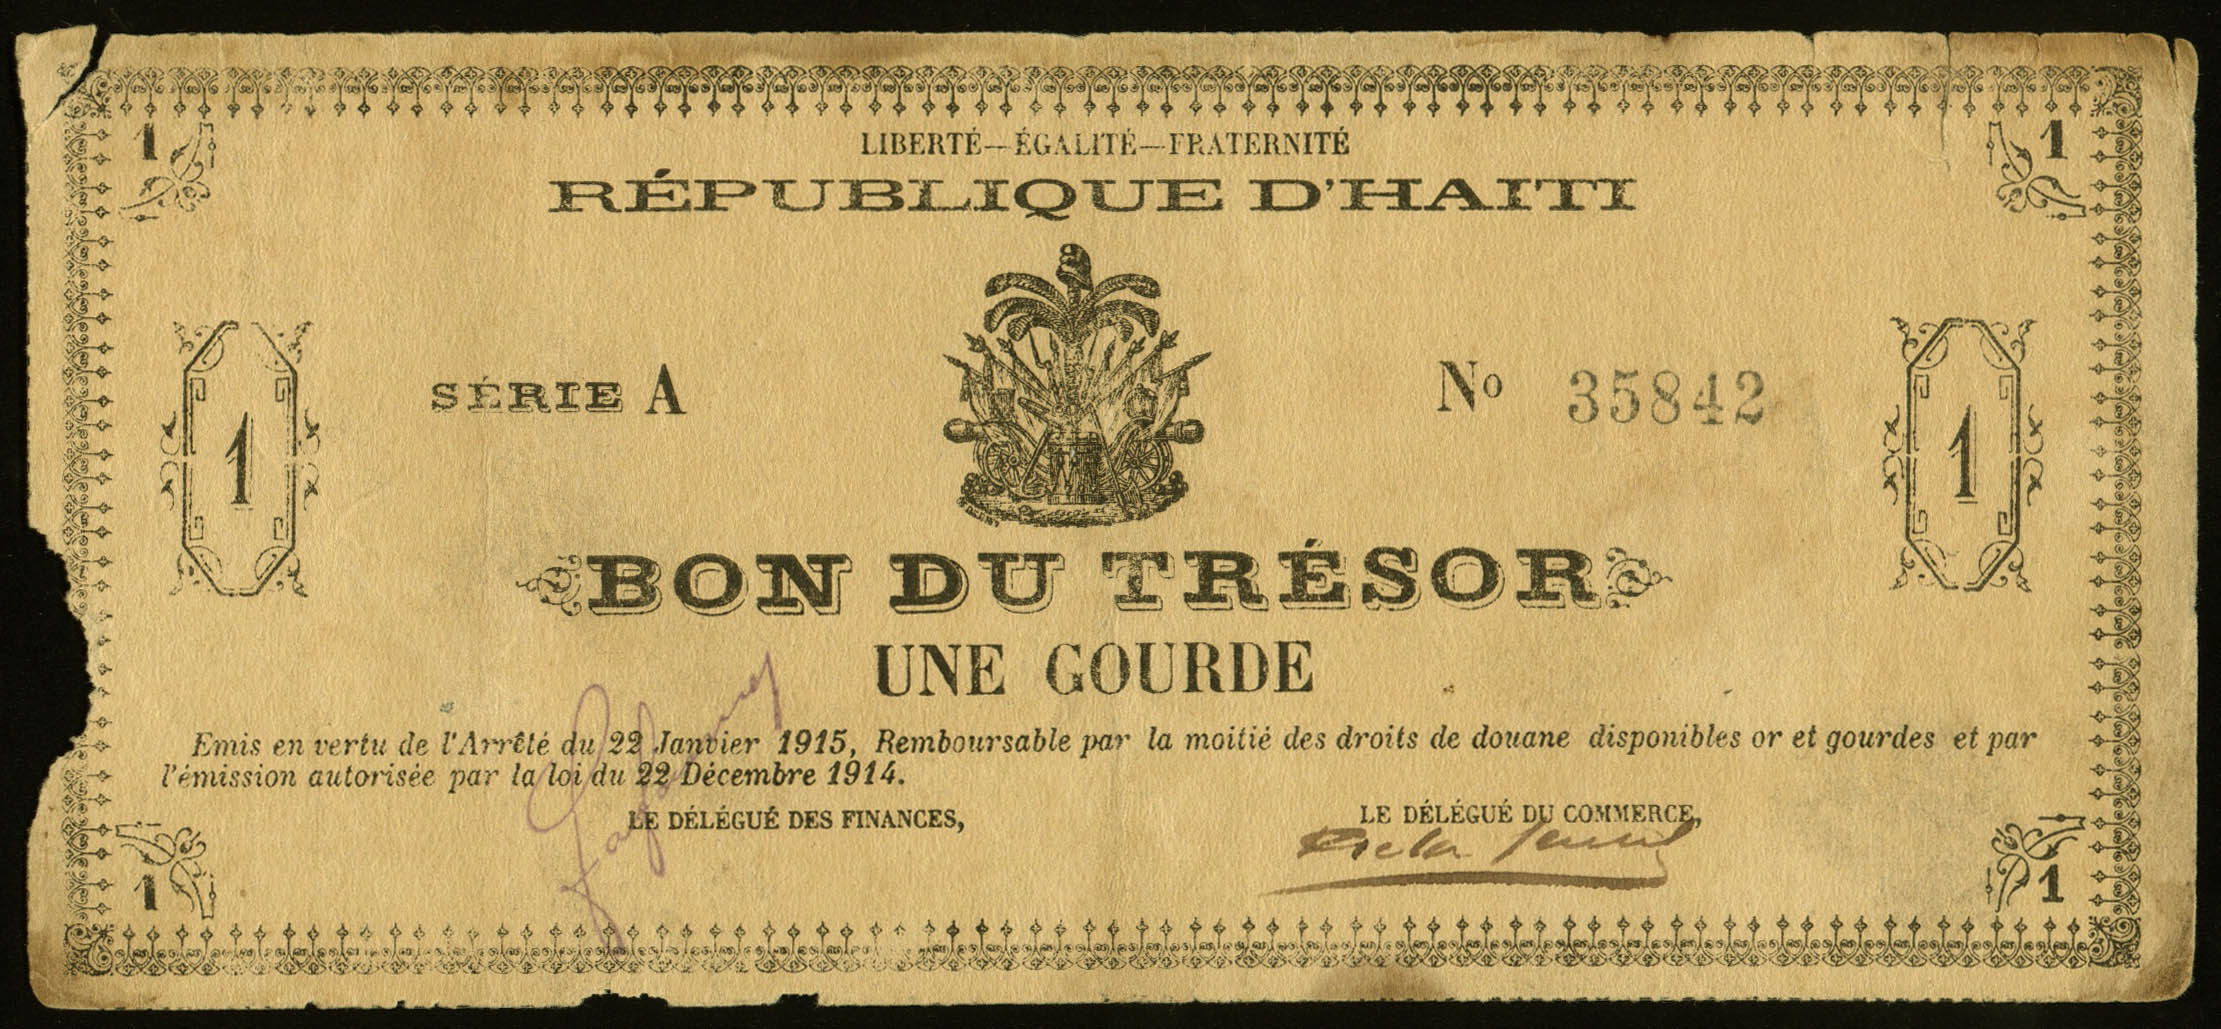 1 1
LIBERTÉ—ÉGALITÉ—FRATERNITÉ
RÉPUBLIQUE D'HAITI
SÉRIE A
No 35842
1 1
BON DU TRÉSOR
UNE GOURDE
Emis en vertu de l'Arrêté du 22 Janvier 1915, Remboursable par la moitié des droits de douane disponibles or et gourdes et par
l'émission autorisée par la loi du 22 Décembre 1914.
LE DÉLÉGUÉ DES FINANCES,
LE DÉLÉGUÉ DU COMMERCE,
1 1